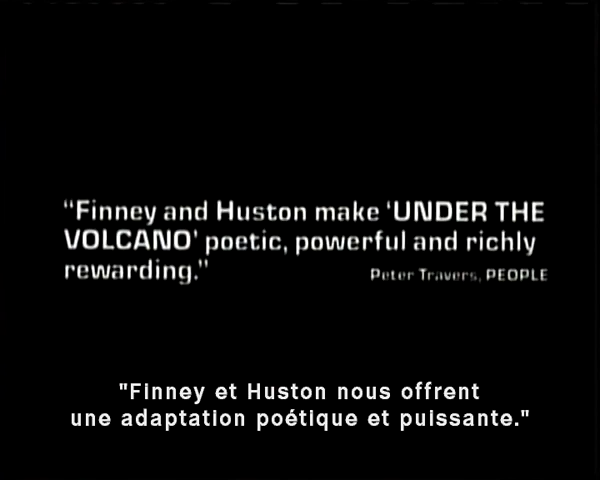 “Finney and Huston make ‘UNDER THE
VOLCANO’ poetic, powerful and richly
rewarding.”
Peter Travers, PEOPLE
"Finney et Huston nous offrent
une adaptation poétique et puissante."